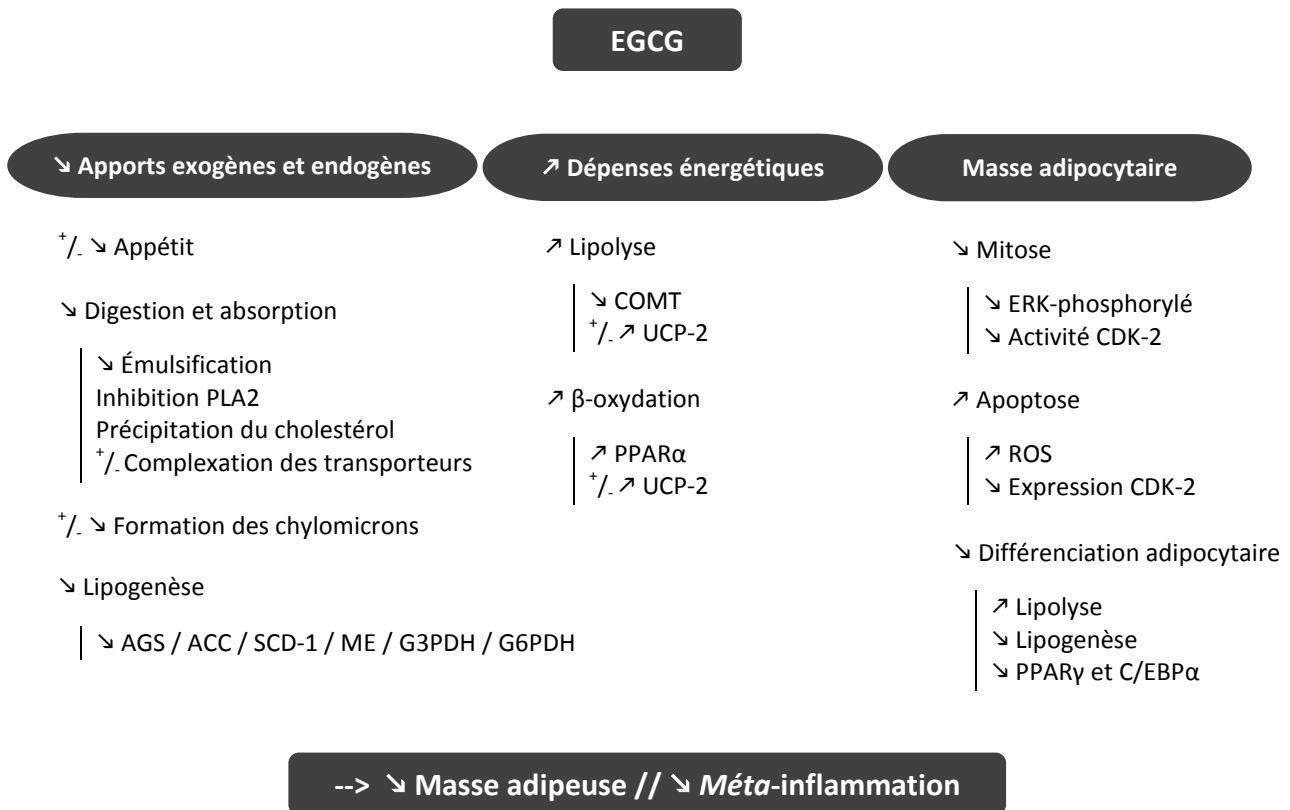 EGCG
↘ Apports exogènes et endogènes
+/- ↘ Appétit
↘ Digestion et absorption
↘ Émulsification
Inhibition PLA2
Précipitation du cholestérol
+/- Complexation des transporteurs
+/- ↘ Formation des chylomicrons
↘ Lipogenèse
↘ AGS / ACC / SCD-1 / ME / G3PDH / G6PDH
↗ Dépenses énergétiques
↗ Lipolyse
↘ COMT
+/- ↗ UCP-2
↗ β-oxydation
↗ PPARα
+/- ↗ UCP-2
Masse adipocytaire
↘ Mitose
↘ ERK-phosphorylé
↘ Activité CDK-2
↗ Apoptose
↗ ROS
↘ Expression CDK-2
↘ Différenciation adipocytaire
↗ Lipolyse
↘ Lipogenèse
↘ PPARγ et C/EBPα
--> ↘ Masse adipeuse // ↘ Méta-inflammation